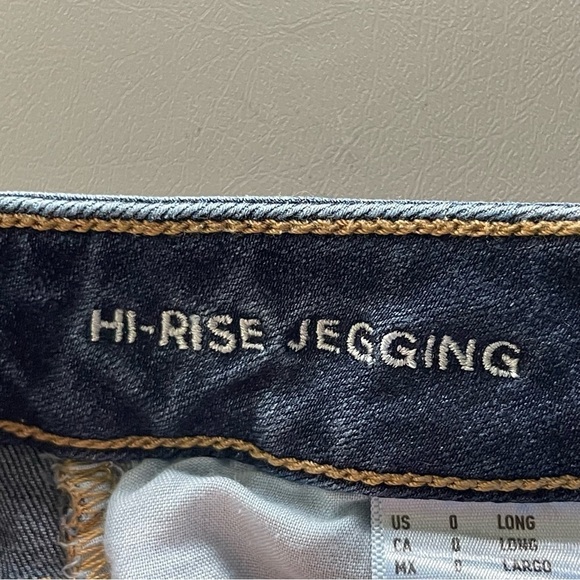 HI-RISE JEGGING
US 0 LONG
CA 0 LONG
MX 0 LARGO